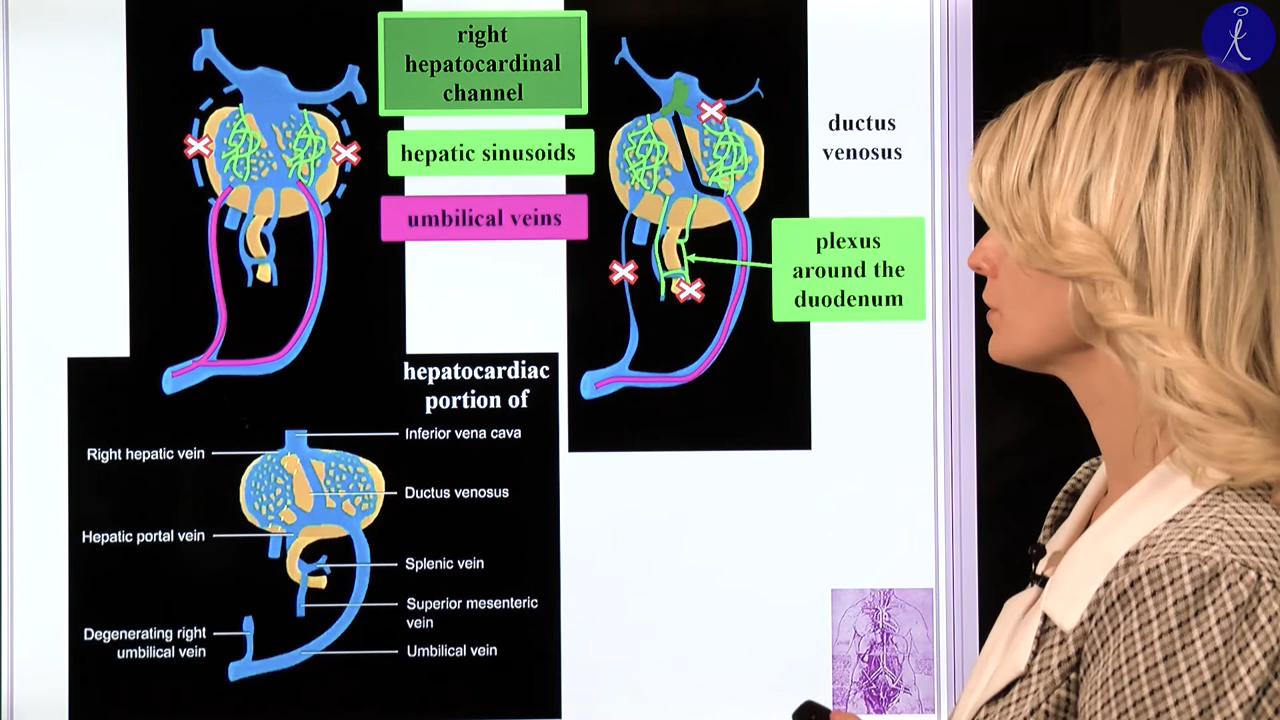 right
hepatocardinal
channel
hepatic sinusoids
umbilical veins
ductus
venosus
plexus
around the
duodenum
hepatocardiac
portion of
Inferior vena cava
Right hepatic vein
Ductus venosus
Hepatic portal vein
Splenic vein
Superior mesenteric
vein
Degenerating right
umbilical vein
Umbilical vein